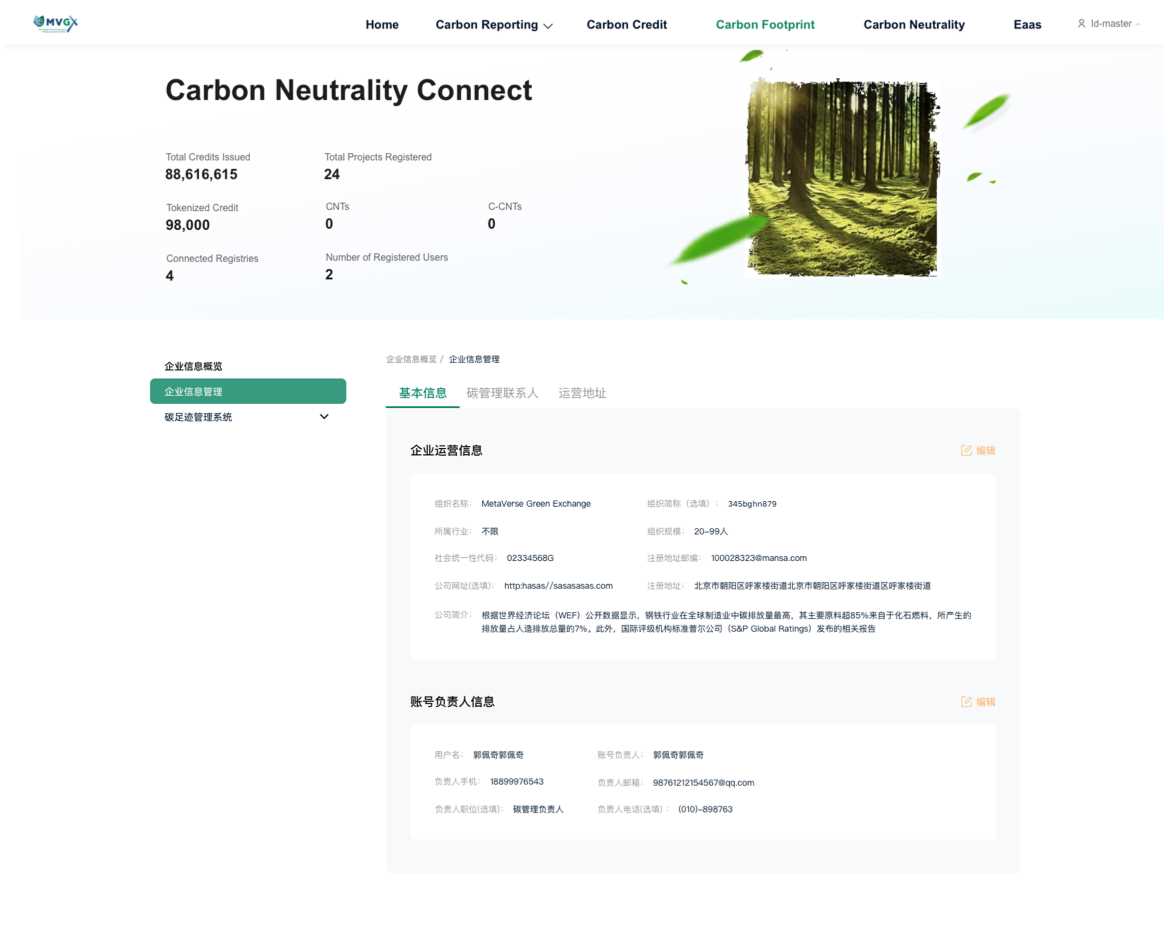 MVGX
Home Carbon Reporting Carbon Credit Carbon Footprint Carbon Neutrality Eaas ld-master
Carbon Neutrality Connect
Total Credits Issued Total Projects Registered
88,616,615 24
Tokenized Credit CNTs C-CNTs
98,000 0 0
Connected Registries Number of Registered Users
4 2
企业信息概览
企业信息管理
碳足迹管理系统
企业信息概览 / 企业信息管理
基本信息 碳管理联系人 运营地址
企业运营信息 编辑
组织名称: MetaVerse Green Exchange 组织简称（选填）: 345bghn879
所属行业: 不限 组织规模: 20-99人
社会统一性代码: 02334568G 注册地址邮编: 100028323@mansa.com
公司网址(选填): http:hasas//sasasasas.com 注册地址: 北京市朝阳区呼家楼街道北京市朝阳区呼家楼街道区呼家楼街道
公司简介: 根据世界经济论坛（WEF）公开数据显示，钢铁行业在全球制造业中碳排放量最高，其主要原料超85%来自于化石燃料，所产生的
排放量占人造排放总量的7%。此外，国际评级机构标准普尔公司（S&P Global Ratings）发布的相关报告
账号负责人信息 编辑
用户名: 郭佩奇郭佩奇 账号负责人: 郭佩奇郭佩奇
负责人手机: 18899976543 负责人邮箱: 98761212154567@qq.com
负责人职位(选填): 碳管理负责人 负责人电话(选填): (010)-898763